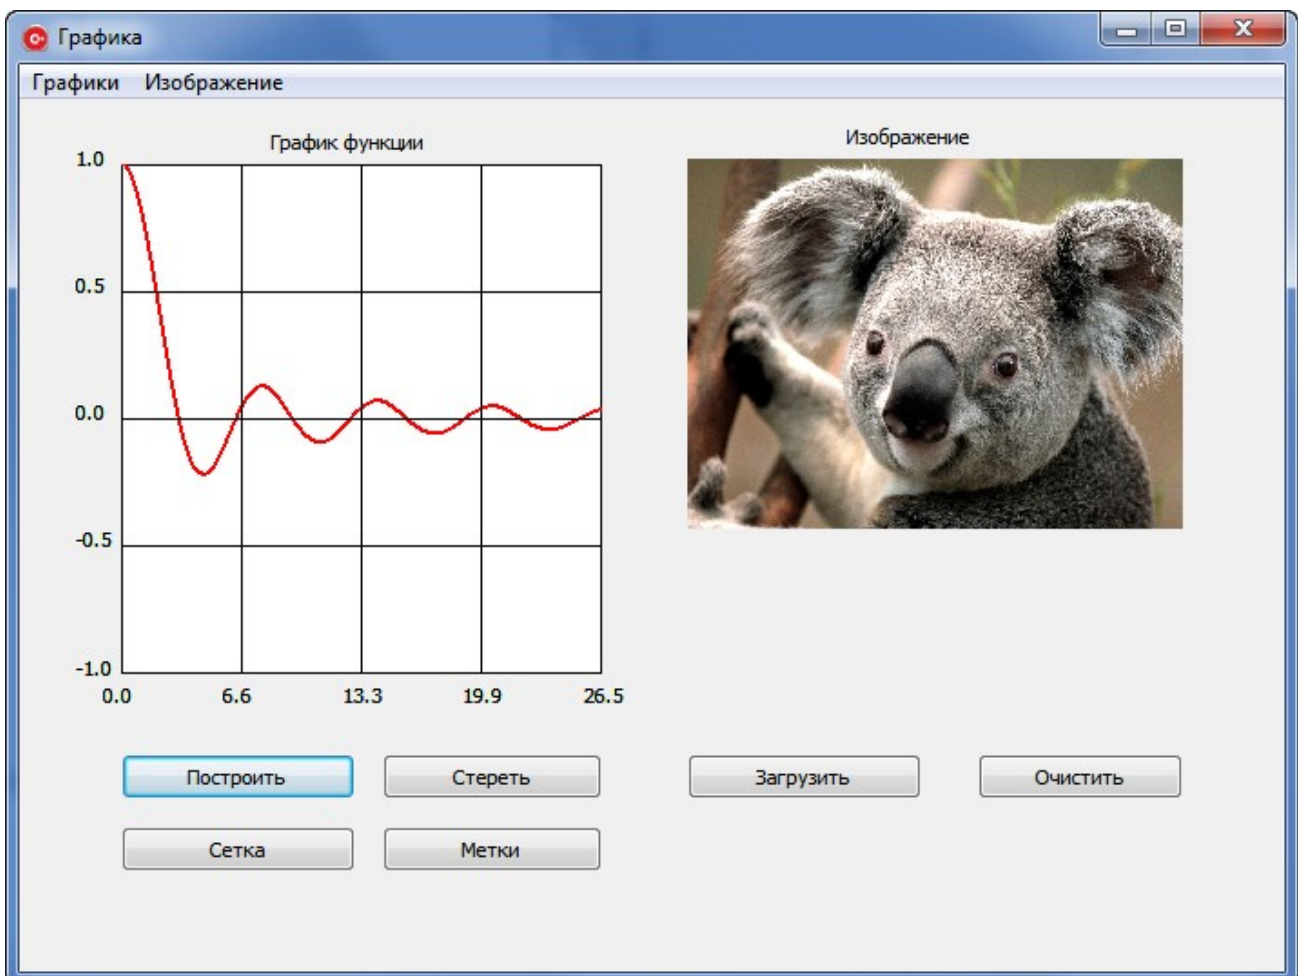 Графика
Графики Изображение
График функции
Изображение
1.0
0.5
0.0
-0.5
-1.0
0.0 6.6 13.3 19.9 26.5
Построить Стереть Загрузить Очистить
Сетка Метки